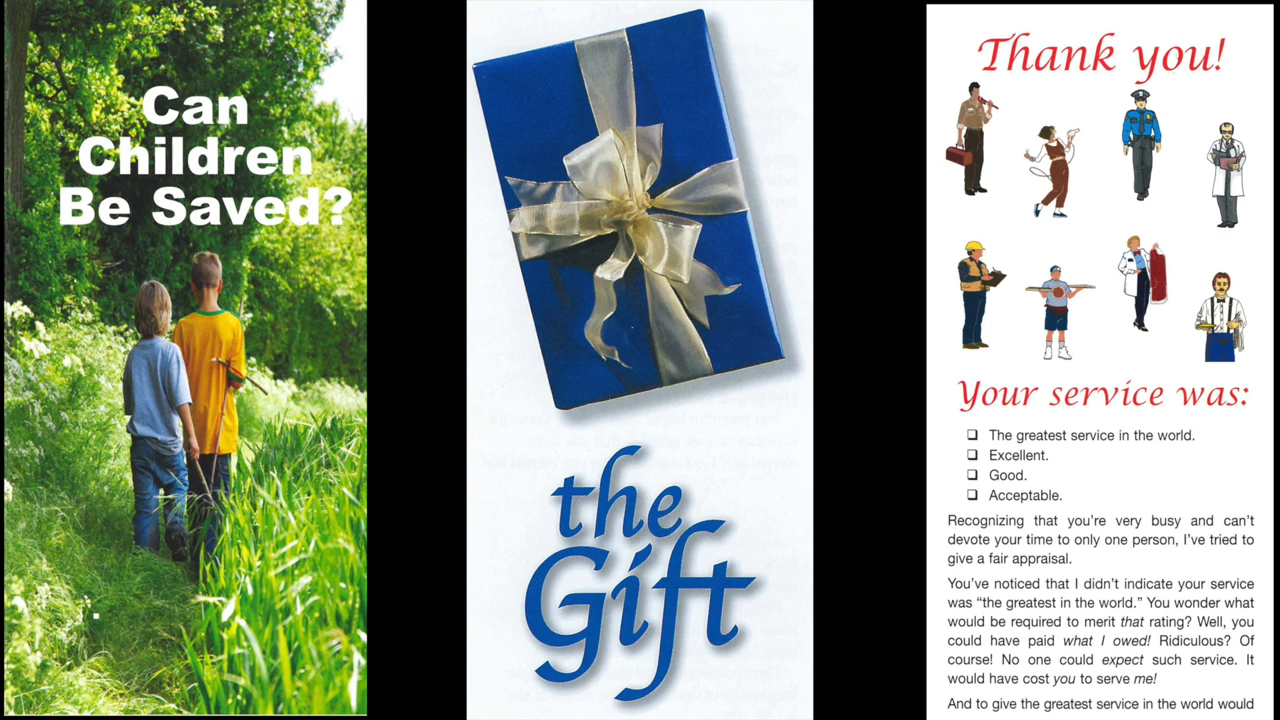 Can
Children
Be Saved?
the
Gift
Thank you!
Your service was:
❑ The greatest service in the world.
❑ Excellent.
❑ Good.
❑ Acceptable.
Recognizing that you're very busy and can't
devote your time to only one person, I've tried to
give a fair appraisal.
You've noticed that I didn't indicate your service
was “the greatest in the world.” You wonder what
would be required to merit that rating? Well, you
could have paid what I owed! Ridiculous? Of
course! No one could expect such service. It
would have cost you to serve me!
And to give the greatest service in the world would